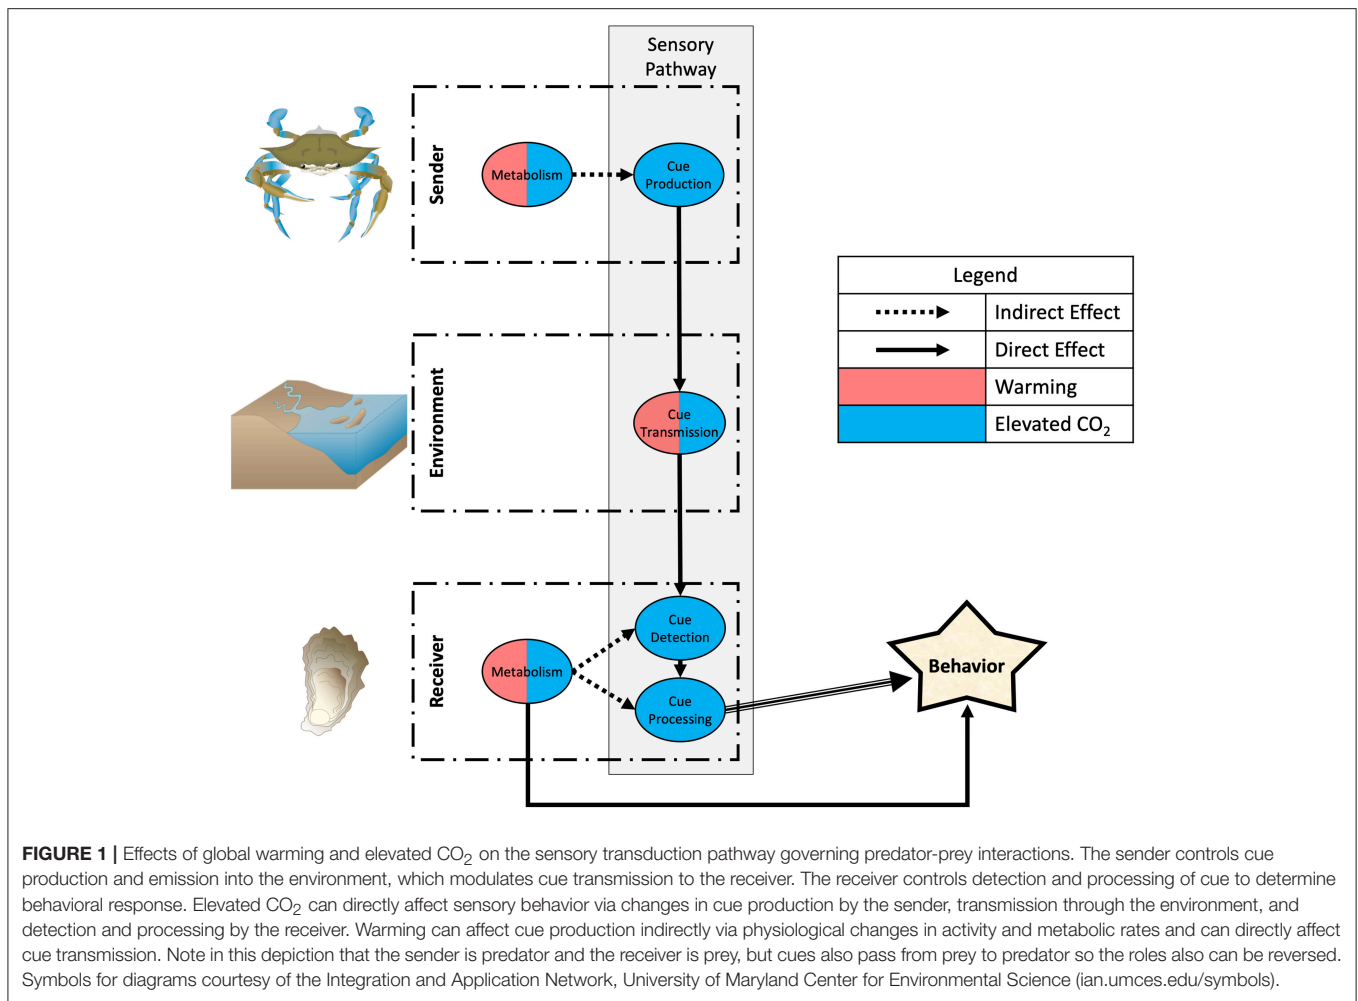 Sensory
Pathway
Sender
Metabolism
Cue
Production
Legend
Indirect Effect
Direct Effect
Warming
Elevated CO₂
Environment
Cue
Transmission
Receiver
Metabolism
Cue
Detection
Cue
Processing
Behavior
FIGURE 1 | Effects of global warming and elevated CO₂ on the sensory transduction pathway governing predator-prey interactions. The sender controls cue
production and emission into the environment, which modulates cue transmission to the receiver. The receiver controls detection and processing of cue to determine
behavioral response. Elevated CO₂ can directly affect sensory behavior via changes in cue production by the sender, transmission through the environment, and
detection and processing by the receiver. Warming can affect cue production indirectly via physiological changes in activity and metabolic rates and can directly affect
cue transmission. Note in this depiction that the sender is predator and the receiver is prey, but cues also pass from prey to predator so the roles also can be reversed.
Symbols for diagrams courtesy of the Integration and Application Network, University of Maryland Center for Environmental Science (ian.umces.edu/symbols).